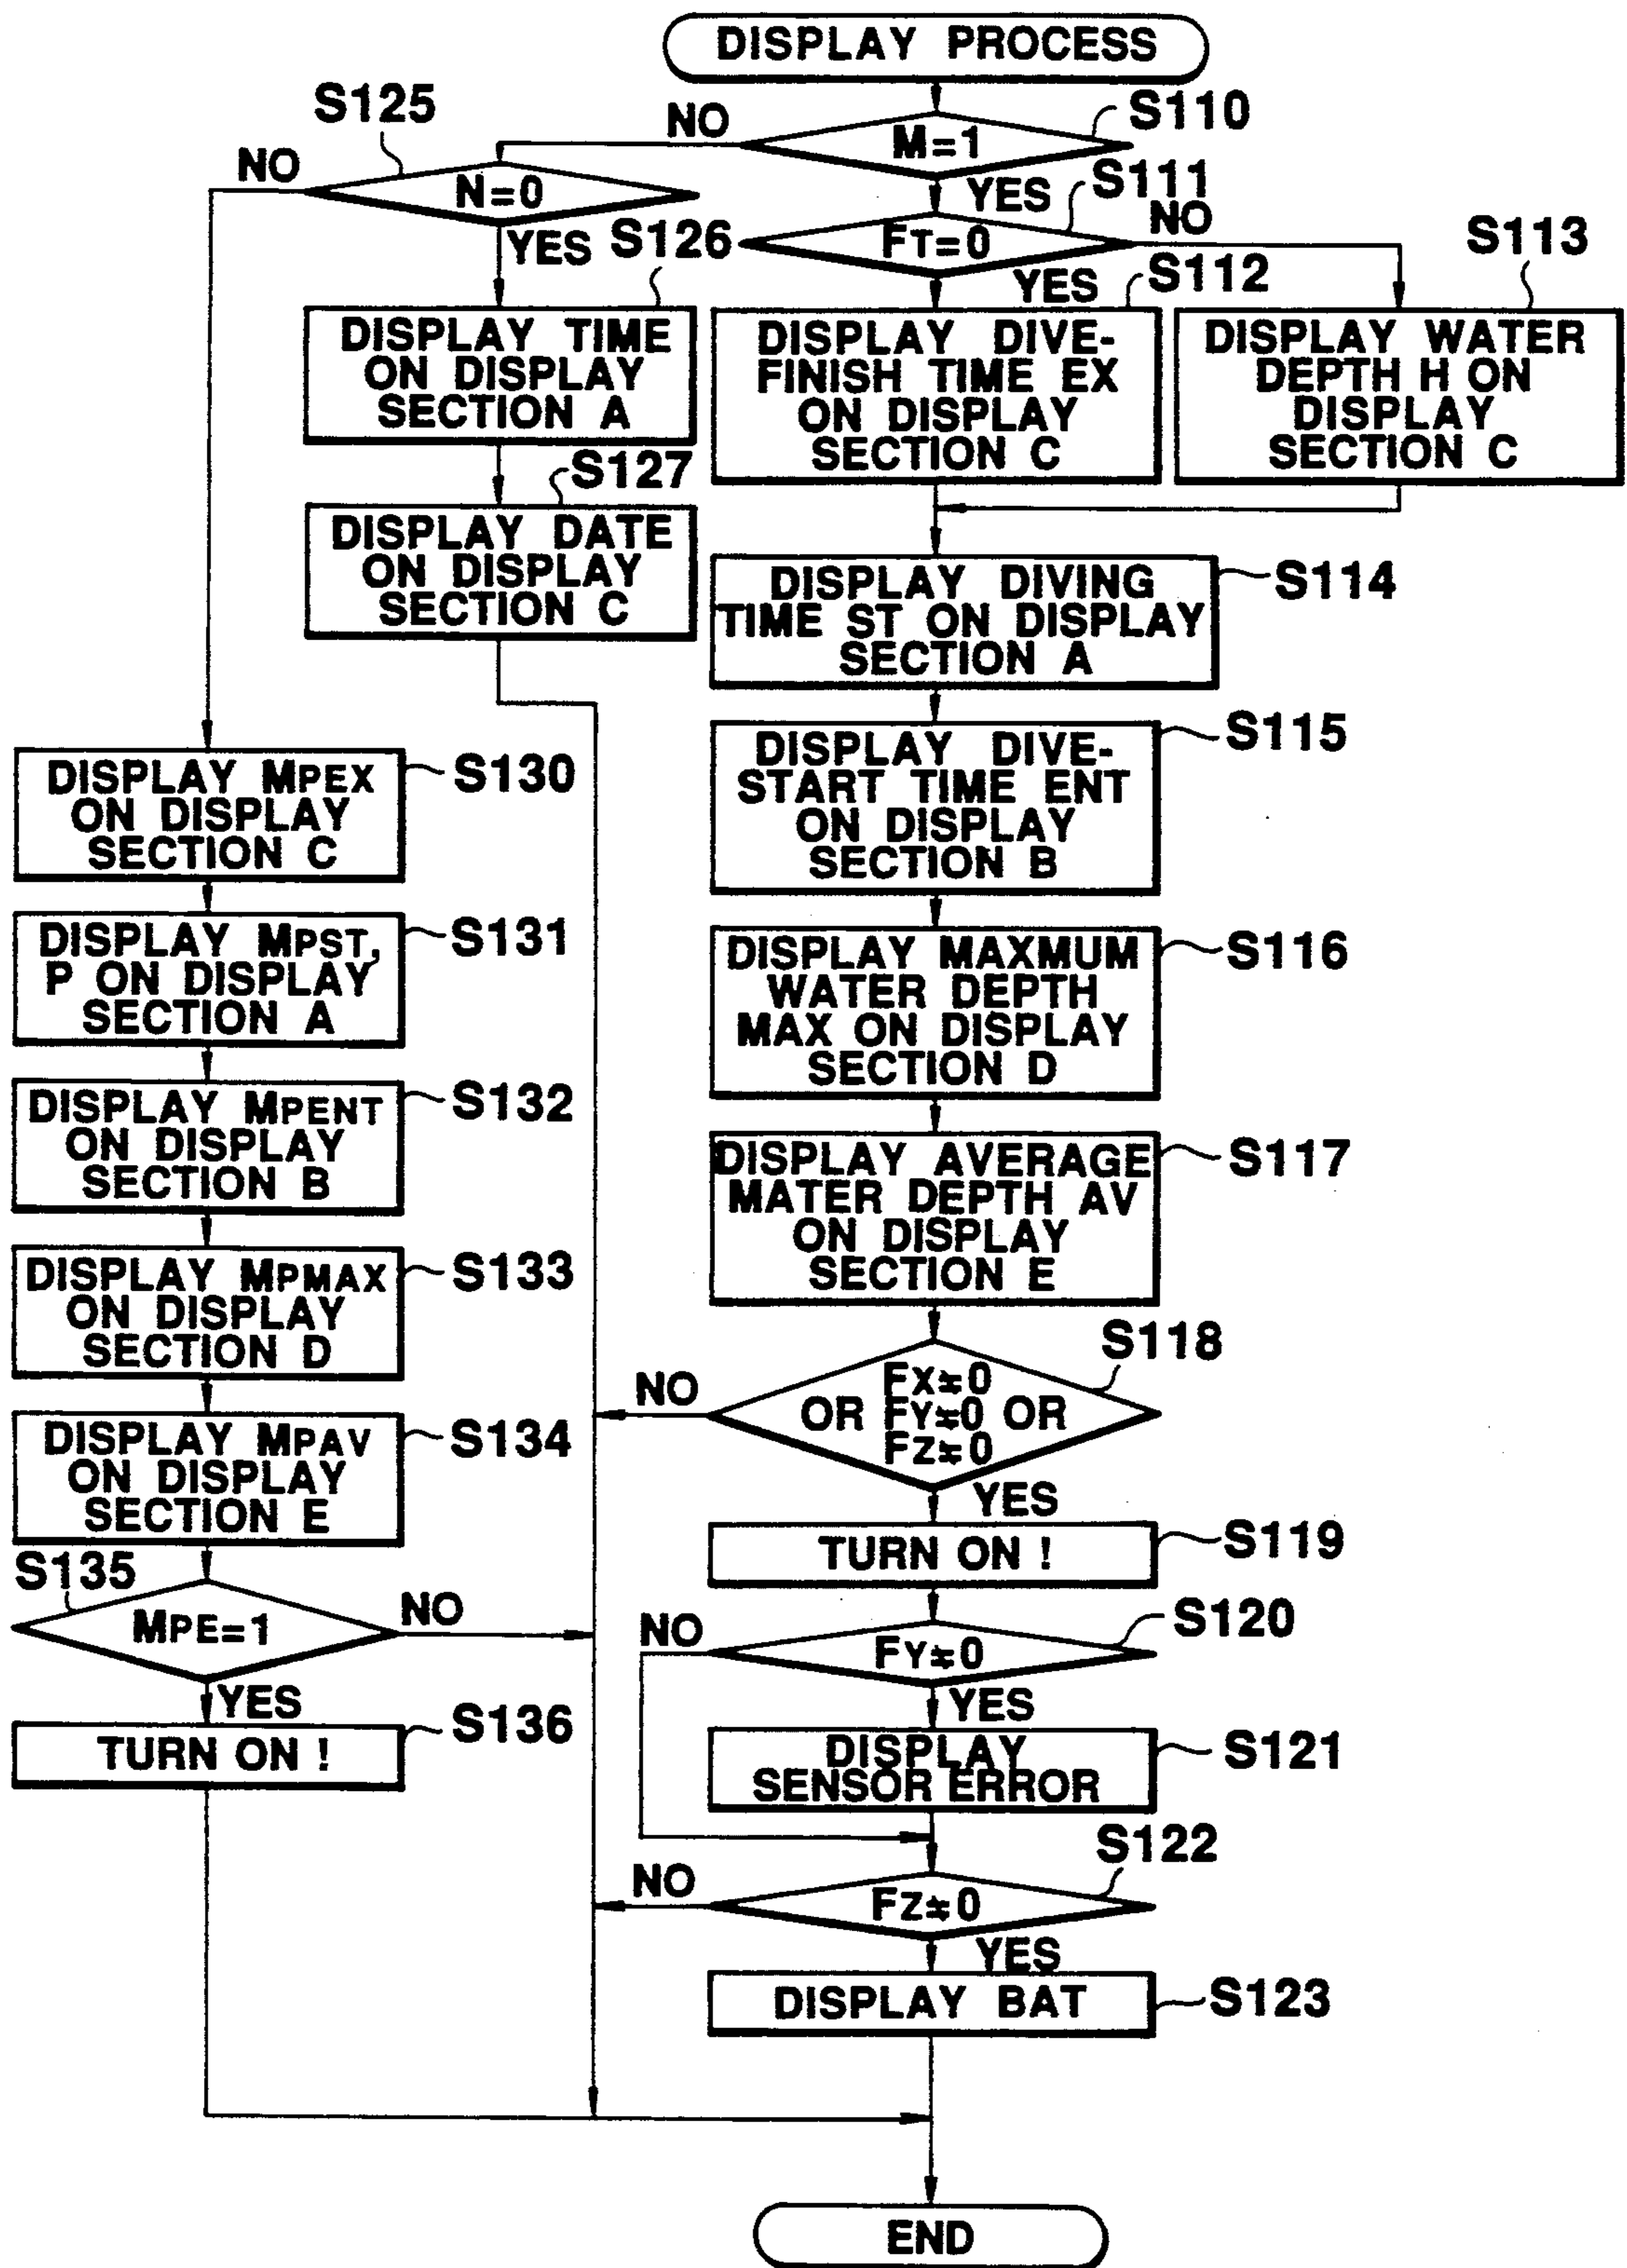 DISPLAY PROCESS
S110
M=1
NO
YES
S125
N=0
NO
YES
S111
FT=0
NO
YES
S126
DISPLAY TIME
ON DISPLAY
SECTION A
S112
DISPLAY DIVE-
FINISH TIME EX
ON DISPLAY
SECTION C
S113
DISPLAY WATER
DEPTH H ON
DISPLAY
SECTION C
S127
DISPLAY DATE
ON DISPLAY
SECTION C
S114
DISPLAY DIVING
TIME ST ON DISPLAY
SECTION A
S115
DISPLAY DIVE-
START TIME ENT
ON DISPLAY
SECTION B
S116
DISPLAY MAXMUM
WATER DEPTH
MAX ON DISPLAY
SECTION D
S117
DISPLAY AVERAGE
MATER DEPTH AV
ON DISPLAY
SECTION E
S118
FX≠0
OR FY≠0 OR
FZ≠0
NO
YES
S119
TURN ON !
S120
FY≠0
NO
YES
S121
DISPLAY
SENSOR ERROR
S122
FZ≠0
NO
YES
S123
DISPLAY BAT
S130
DISPLAY MPEX
ON DISPLAY
SECTION C
S131
DISPLAY MPST,
P ON DISPLAY
SECTION A
S132
DISPLAY MPENT
ON DISPLAY
SECTION B
S133
DISPLAY MPMAX
ON DISPLAY
SECTION D
S134
DISPLAY MPAV
ON DISPLAY
SECTION E
S135
MPE=1
NO
YES
S136
TURN ON !
END